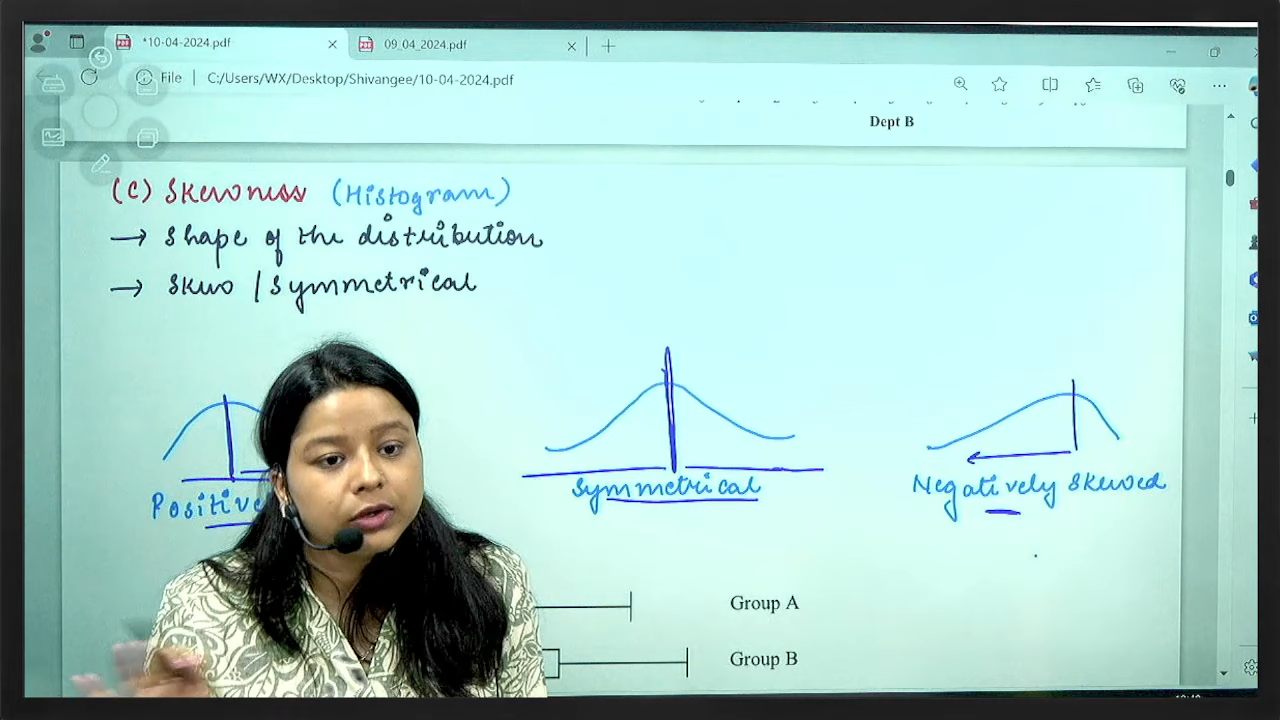 *10-04-2024.pdf
09_04_2024.pdf
File
C:/Users/WX/Desktop/Shivangee/10-04-2024.pdf
Dept B
(C) Skewness (Histogram)
→ Shape of the distribution
→ Skew / Symmetrical
Positive
Symmetrical
Negatively Skewed
Group A
Group B